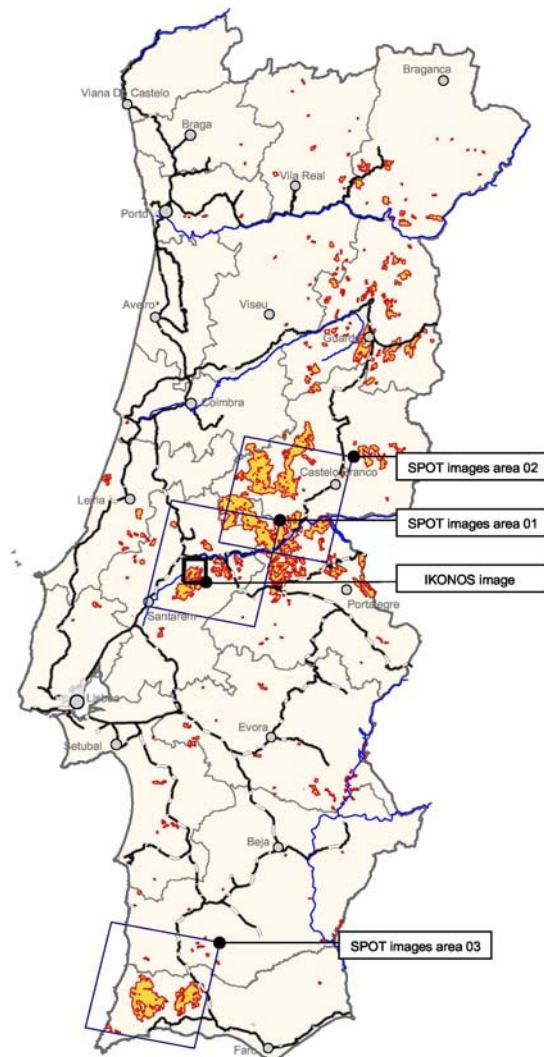 Braganca
Viana Do Castelo
Braga
Vila Real
Porto
Aveiro
Viseu
Guarda
Coimbra
SPOT images area 02
Castelo Branco
Leiria
SPOT images area 01
IKONOS image
Portalegre
Santarem
Lisboa
Evora
Setubal
Beja
SPOT images area 03
Faro